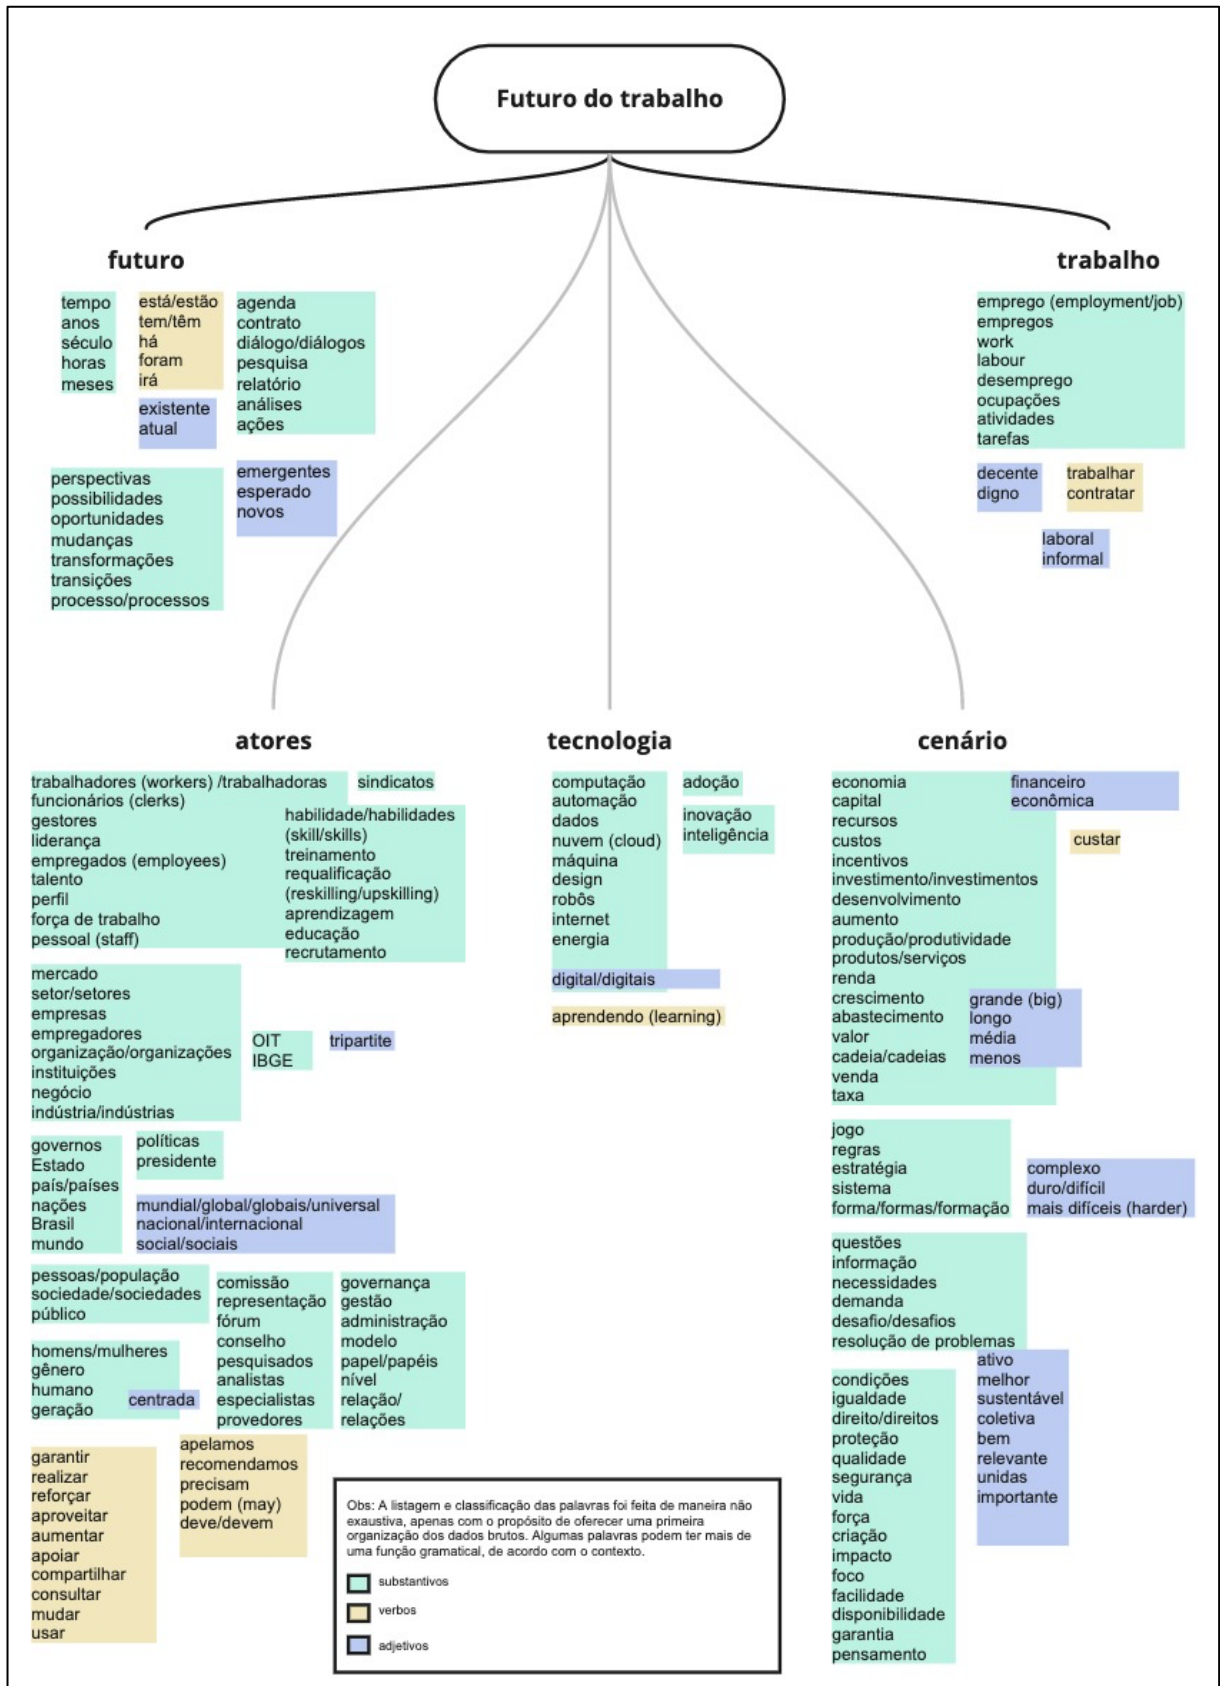 Futuro do trabalho
futuro
tempo
anos
século
horas
meses
está/estão
tem/têm
há
foram
irá
existente
atual
agenda
contrato
diálogo/diálogos
pesquisa
relatório
análises
ações
perspectivas
possibilidades
oportunidades
mudanças
transformações
transições
processo/processos
emergentes
esperado
novos
trabalho
emprego (employment/job)
empregos
work
labour
desemprego
ocupações
atividades
tarefas
decente
digno
trabalhar
contratar
laboral
informal
atores
trabalhadores (workers) /trabalhadoras
funcionários (clerks)
gestores
liderança
empregados (employees)
talento
perfil
força de trabalho
pessoal (staff)
sindicatos
habilidade/habilidades
(skill/skills)
treinamento
requalificação
(reskilling/upskilling)
aprendizagem
educação
recrutamento
mercado
setor/setores
empresas
empregadores
organização/organizações
instituições
negócio
indústria/indústrias
OIT
IBGE
tripartite
governos
Estado
país/países
nações
Brasil
mundo
políticas
presidente
mundial/global/globais/universal
nacional/internacional
social/sociais
pessoas/população
sociedade/sociedades
público
homens/mulheres
gênero
humano
geração
centrada
comissão
representação
fórum
conselho
pesquisados
analistas
especialistas
provedores
governança
gestão
administração
modelo
papel/papéis
nível
relação/
relações
garantir
realizar
reforçar
aproveitar
aumentar
apoiar
compartilhar
consultar
mudar
usar
apelamos
recomendamos
precisam
podem (may)
deve/devem
tecnologia
computação
automação
dados
nuvem (cloud)
máquina
design
robôs
internet
energia
digital/digitais
aprendendo (learning)
adoção
inovação
inteligência
cenário
economia
capital
recursos
custos
incentivos
investimento/investimentos
desenvolvimento
aumento
produção/produtividade
produtos/serviços
renda
crescimento
abastecimento
valor
cadeia/cadeias
venda
taxa
financeiro
econômica
custar
grande (big)
longo
média
menos
jogo
regras
estratégia
sistema
forma/formas/formação
complexo
duro/difícil
mais difíceis (harder)
questões
informação
necessidades
demanda
desafio/desafios
resolução de problemas
condições
igualdade
direito/direitos
proteção
qualidade
segurança
vida
força
criação
impacto
foco
facilidade
disponibilidade
garantia
pensamento
ativo
melhor
sustentável
coletiva
bem
relevante
unidas
importante
Obs: A listagem e classificação das palavras foi feita de maneira não
exaustiva, apenas com o propósito de oferecer uma primeira
organização dos dados brutos. Algumas palavras podem ter mais de
uma função gramatical, de acordo com o contexto.
substantivos
verbos
adjetivos